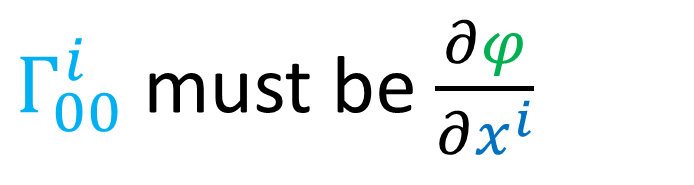 Γ^i_00 must be ∂φ/∂x^i